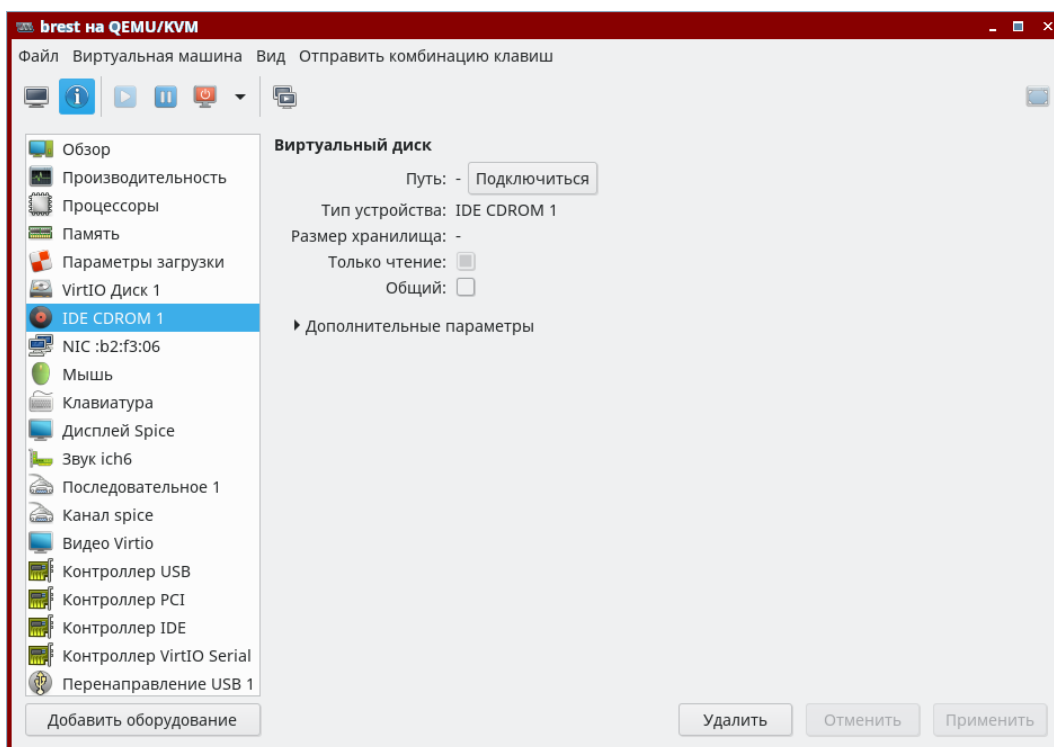 brest на QEMU/KVM
Файл Виртуальная машина Вид Отправить комбинацию клавиш
Обзор
Производительность
Процессоры
Память
Параметры загрузки
VirtIO Диск 1
IDE CDROM 1
NIC :b2:f3:06
Мышь
Клавиатура
Дисплей Spice
Звук ich6
Последовательное 1
Канал spice
Видео Virtio
Контроллер USB
Контроллер PCI
Контроллер IDE
Контроллер VirtIO Serial
Перенаправление USB 1
Добавить оборудование
Виртуальный диск
Путь: - Подключиться
Тип устройства: IDE CDROM 1
Размер хранилища: -
Только чтение:
Общий:
Дополнительные параметры
Удалить Отменить Применить